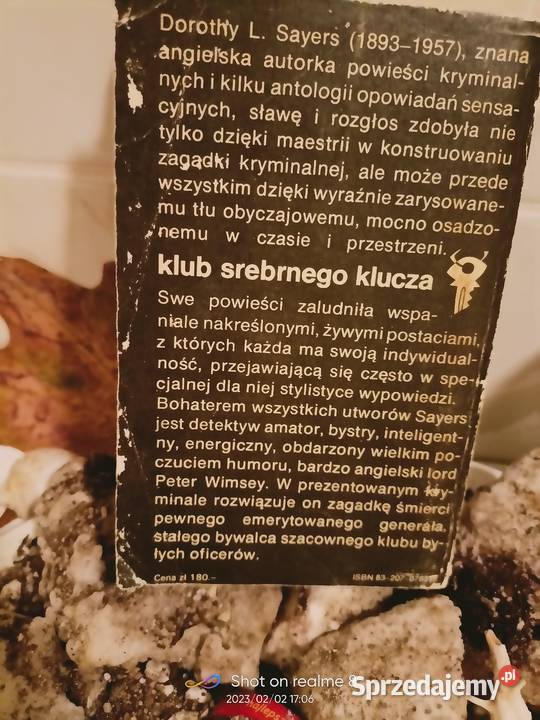 Dorothy L. Sayers (1893–1957), znana
angielska autorka powieści kryminal-
nych i kilku antologii opowiadań sensa-
cyjnych, sławę i rozgłos zdobyła nie
tylko dzięki maestrii w konstruowaniu
zagadki kryminalnej, ale może przede
wszystkim dzięki wyraźnie zarysowane-
mu tłu obyczajowemu, mocno osadzo-
nemu w czasie i przestrzeni.
klub srebrnego klucza
Swe powieści zaludniła wspa-
niale nakreślonymi, żywymi postaciami,
z których każda ma swoją indywidual-
ność, przejawiającą się często w spe-
cjalnej dla niej stylistyce wypowiedzi.
Bohaterem wszystkich utworów Sayers
jest detektyw amator, bystry, inteligent-
ny, energiczny, obdarzony wielkim po-
czuciem humoru, bardzo angielski lord
Peter Wimsey. W prezentowanym kry-
minale rozwiązuje on zagadkę śmierci
pewnego emerytowanego generała,
stałego bywalca szacownego klubu by-
łych oficerów.
Cena zł 180.–
ISBN 83-207
Shot on realme 8
2023/02/02 17:06
Sprzedajemy.pl